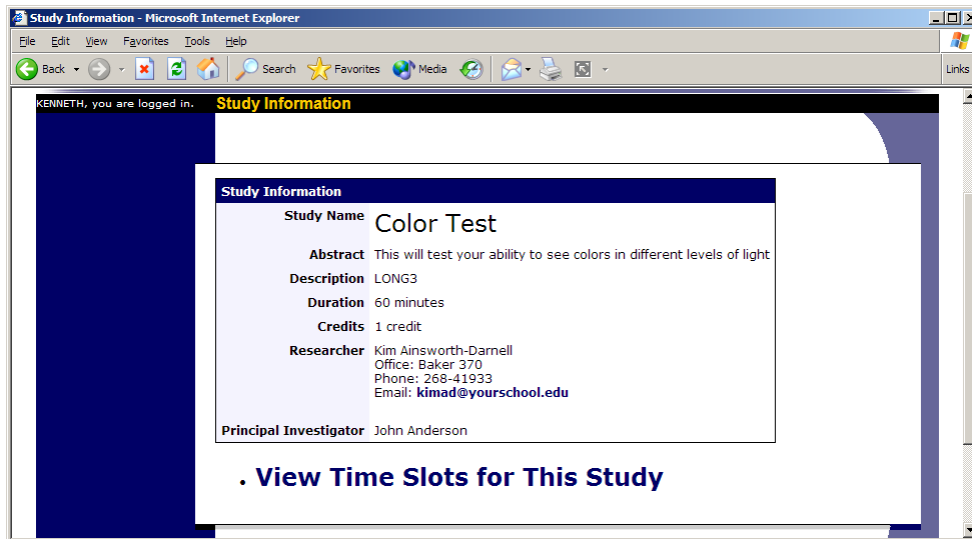 Study Information - Microsoft Internet Explorer
File Edit View Favorites Tools Help
Back Search Favorites Media Links
KENNETH, you are logged in. Study Information
Study Information
Study Name Color Test
Abstract This will test your ability to see colors in different levels of light
Description LONG3
Duration 60 minutes
Credits 1 credit
Researcher Kim Ainsworth-Darnell
Office: Baker 370
Phone: 268-41933
Email: kimad@yourschool.edu
Principal Investigator John Anderson
• View Time Slots for This Study